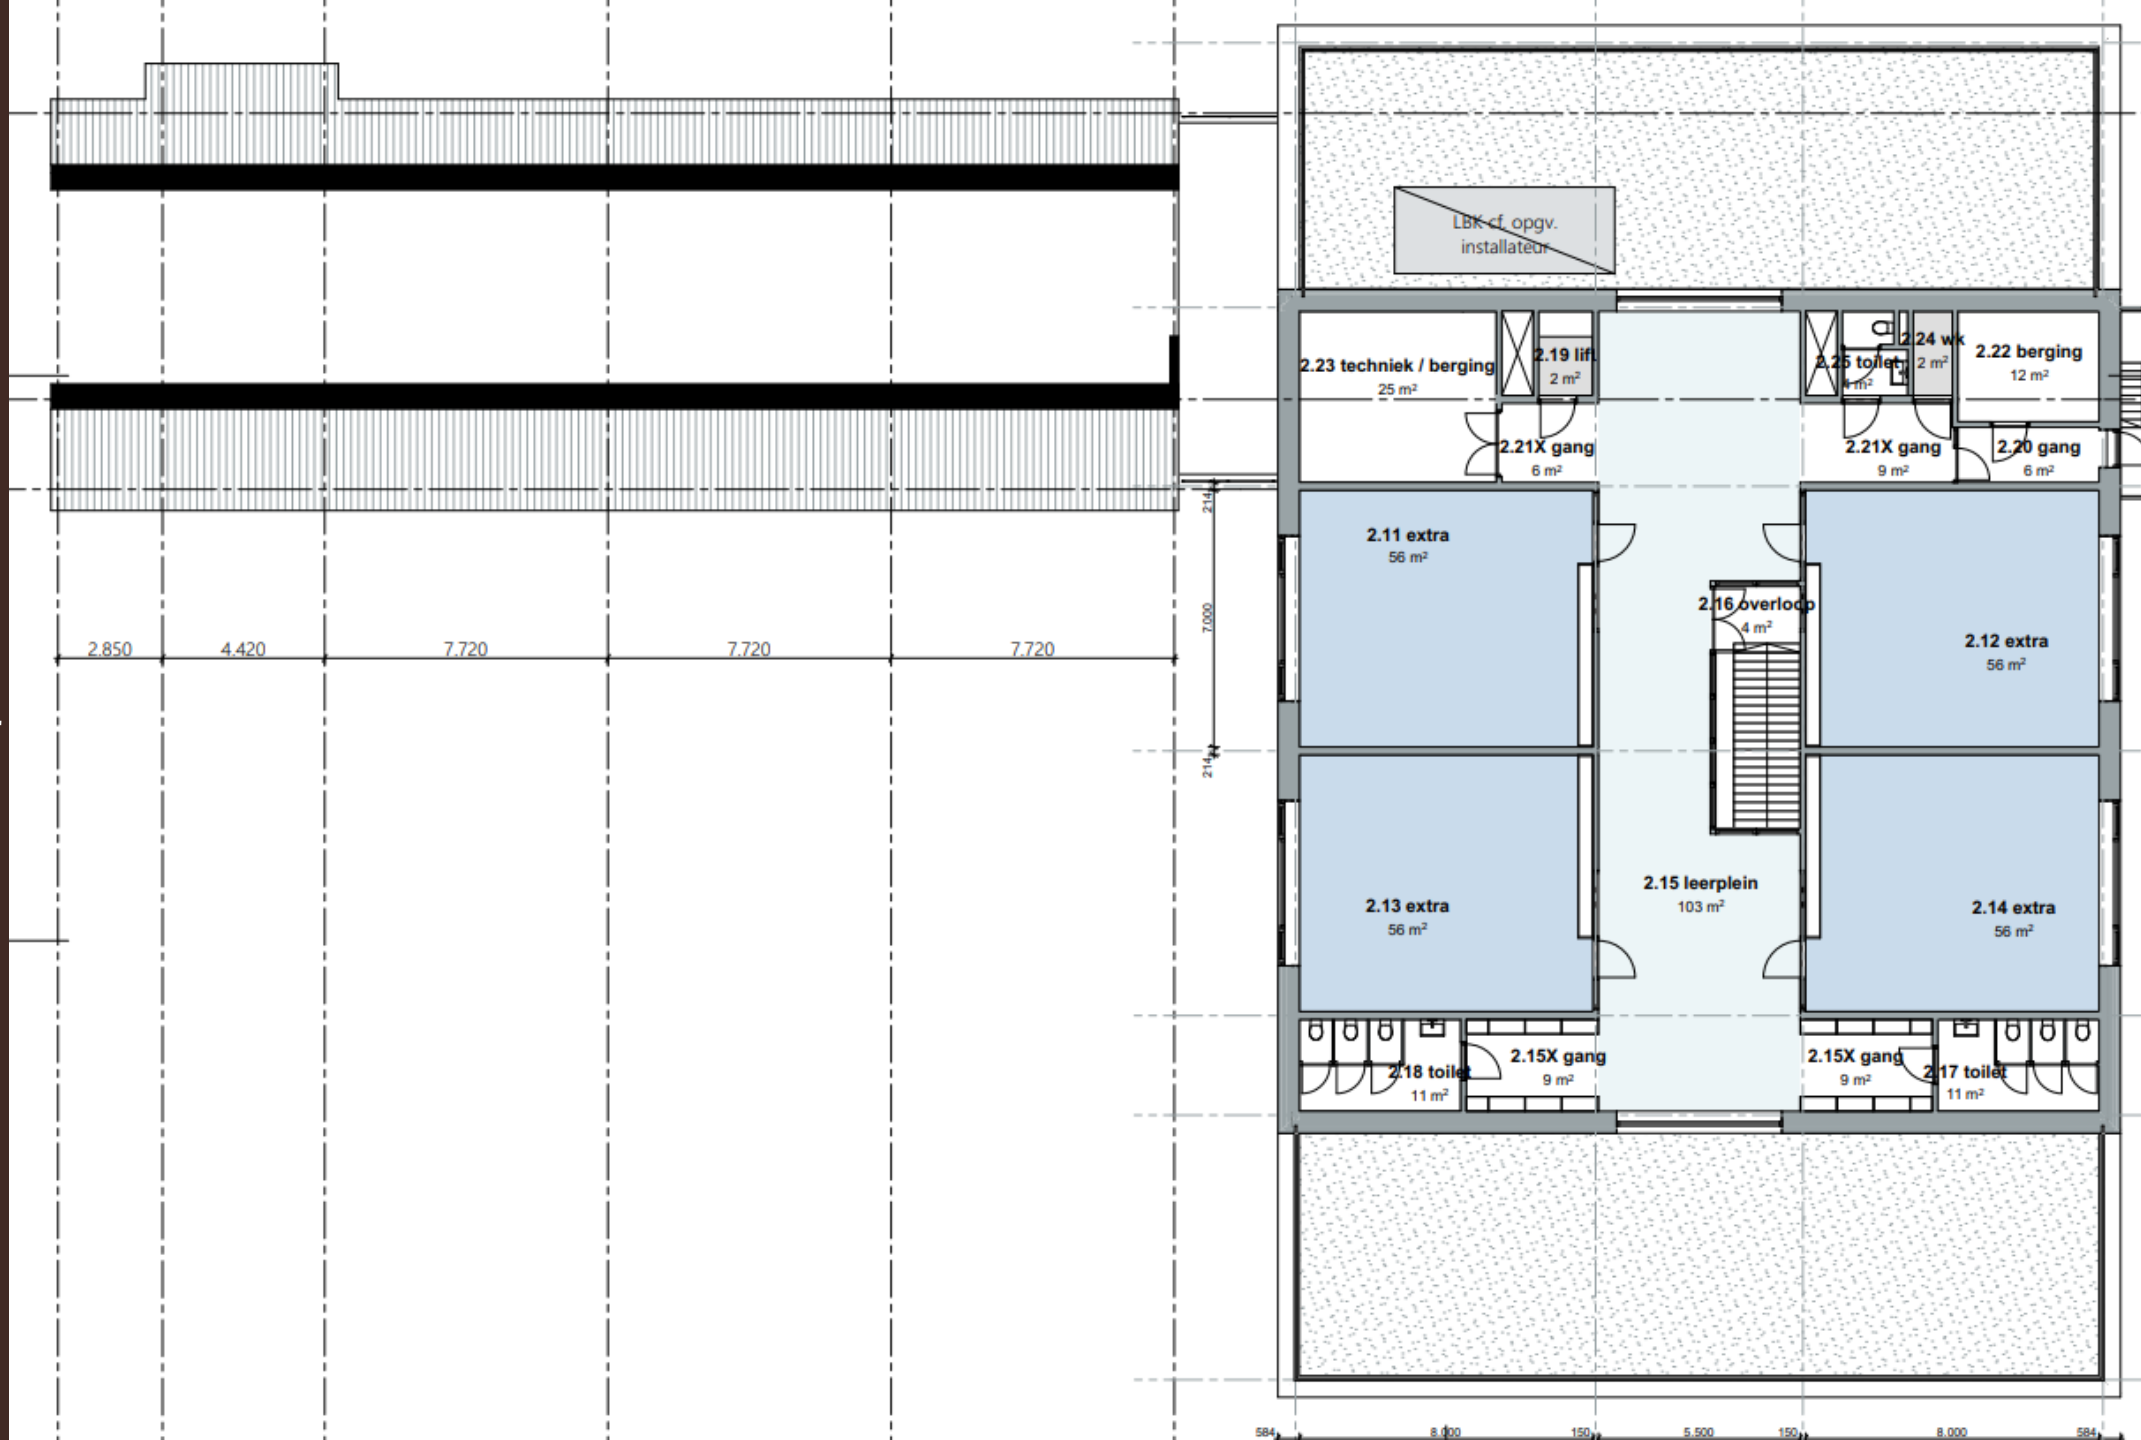 LBK cf. opgv.
installateur
2.23 techniek / berging
25 m²
2.19 lift
2 m²
2.25 toilet
4 m²
2.24 wk
2 m²
2.22 berging
12 m²
2.21X gang
6 m²
2.21X gang
9 m²
2.20 gang
6 m²
214
7.000
214
2.11 extra
56 m²
2.16 overloop
4 m²
2.12 extra
56 m²
2.850
4.420
7.720
7.720
7.720
2.13 extra
56 m²
2.15 leerplein
103 m²
2.14 extra
56 m²
2.18 toilet
11 m²
2.15X gang
9 m²
2.15X gang
9 m²
2.17 toilet
11 m²
584
8.000
150
5.500
150
8.000
584